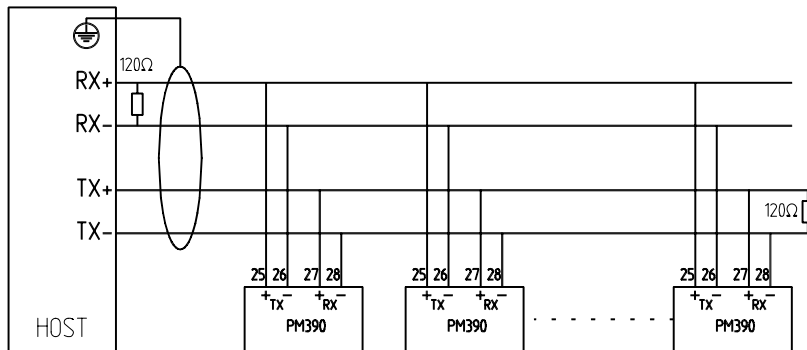 120Ω
RX+
RX-
TX+
TX-
120Ω
25 26 27 28
25 26 27 28
25 26 27 28
+TX- +RX-
+TX- +RX-
+TX- +RX-
HOST
PM390
PM390
PM390